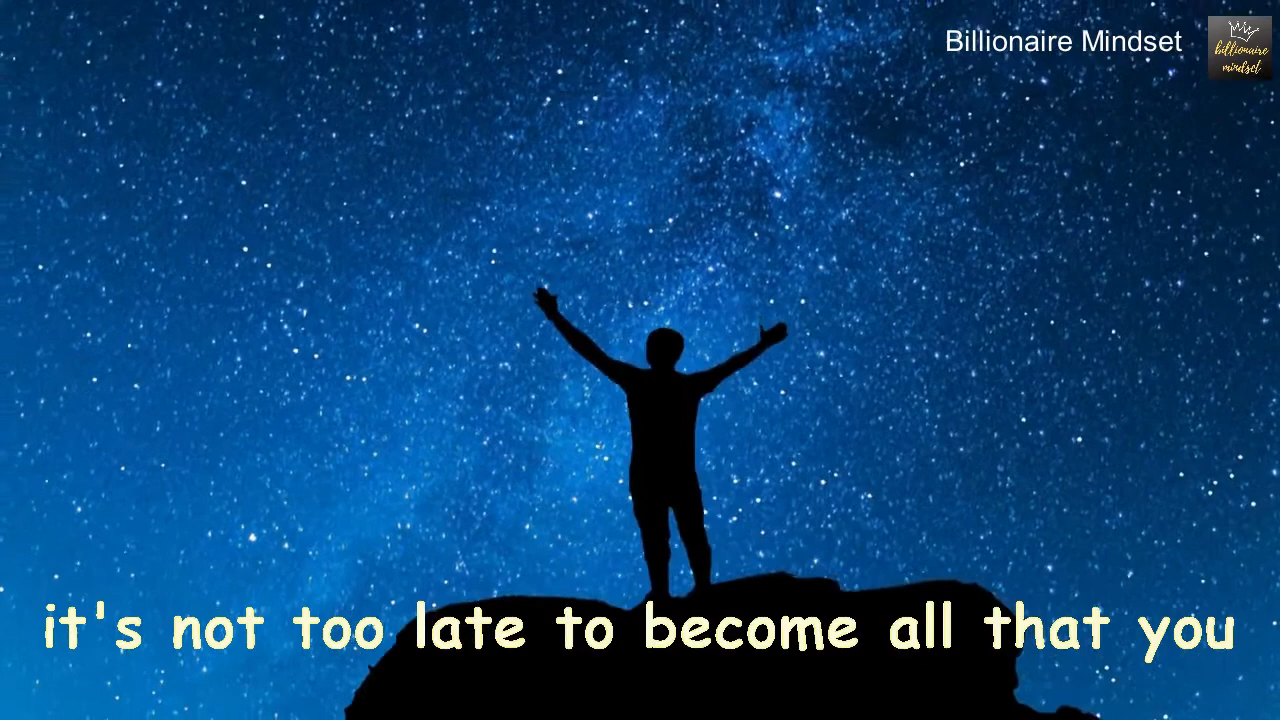 Billionaire Mindset
billionaire
mindset
it's not too late to become all that you